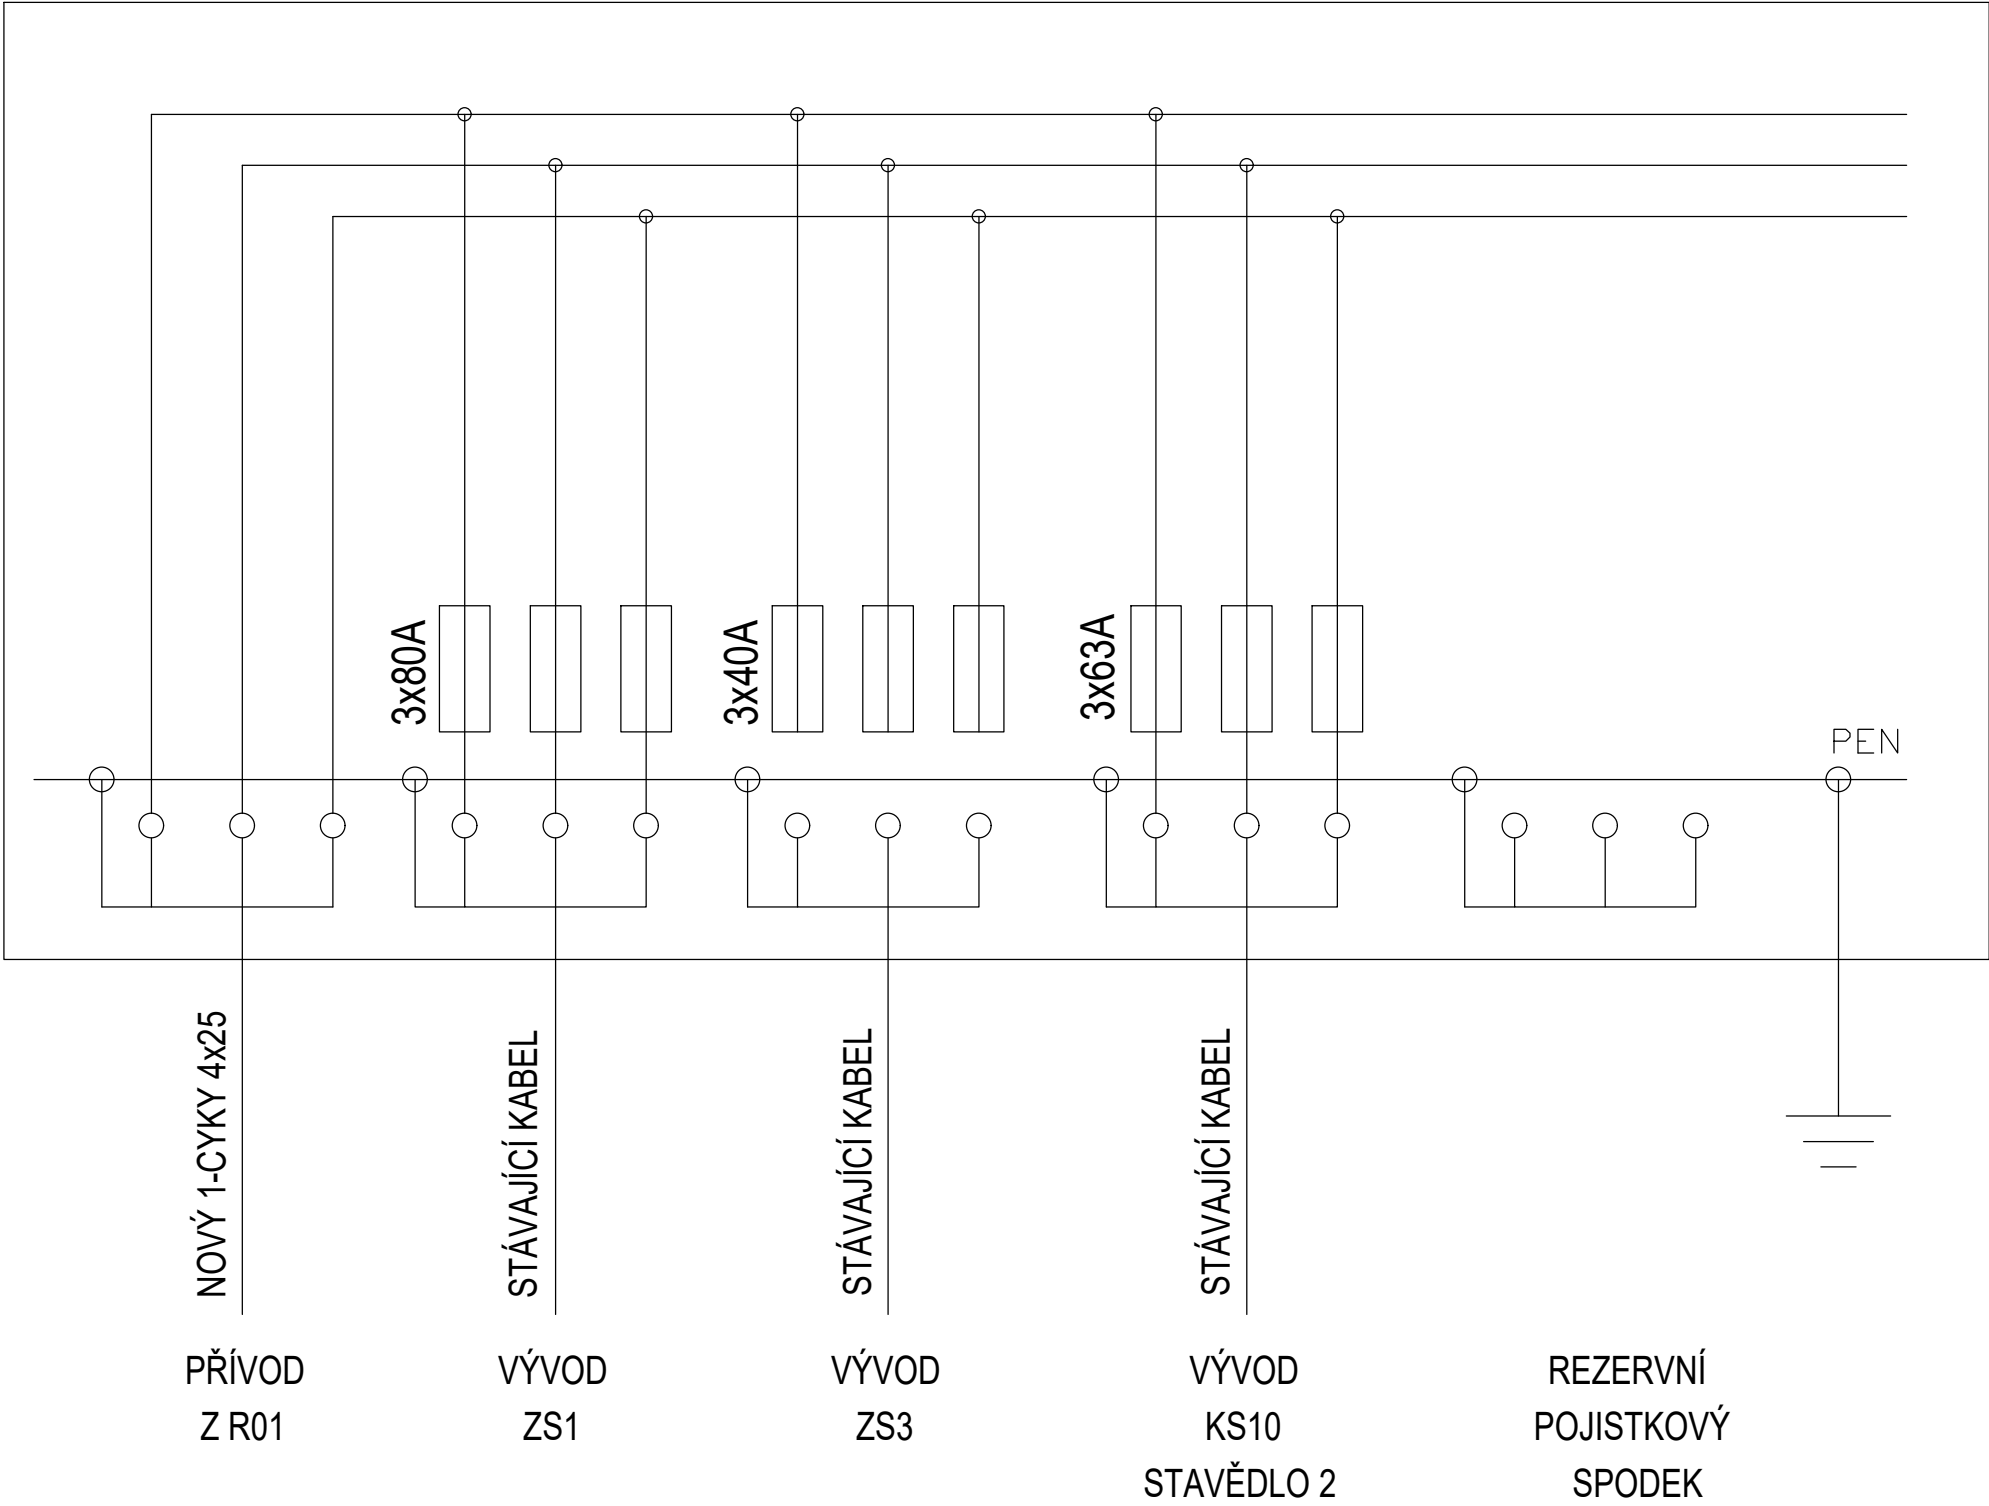 3x80A
3x40A
3x63A
PEN
NOVÝ 1-CYKY 4x25
STÁVAJÍCÍ KABEL
STÁVAJÍCÍ KABEL
STÁVAJÍCÍ KABEL
PŘÍVOD
Z R01
VÝVOD
ZS1
VÝVOD
ZS3
VÝVOD
KS10
STAVĚDLO 2
REZERVNÍ
POJISTKOVÝ
SPODEK